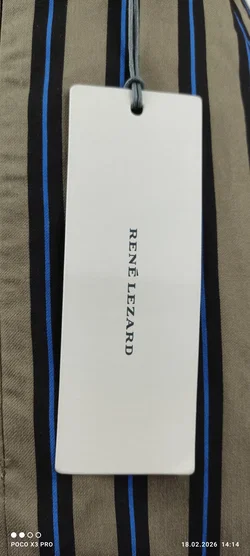 RENÉ LEZARD
POCO X3 PRO
18.02.2026 14:14